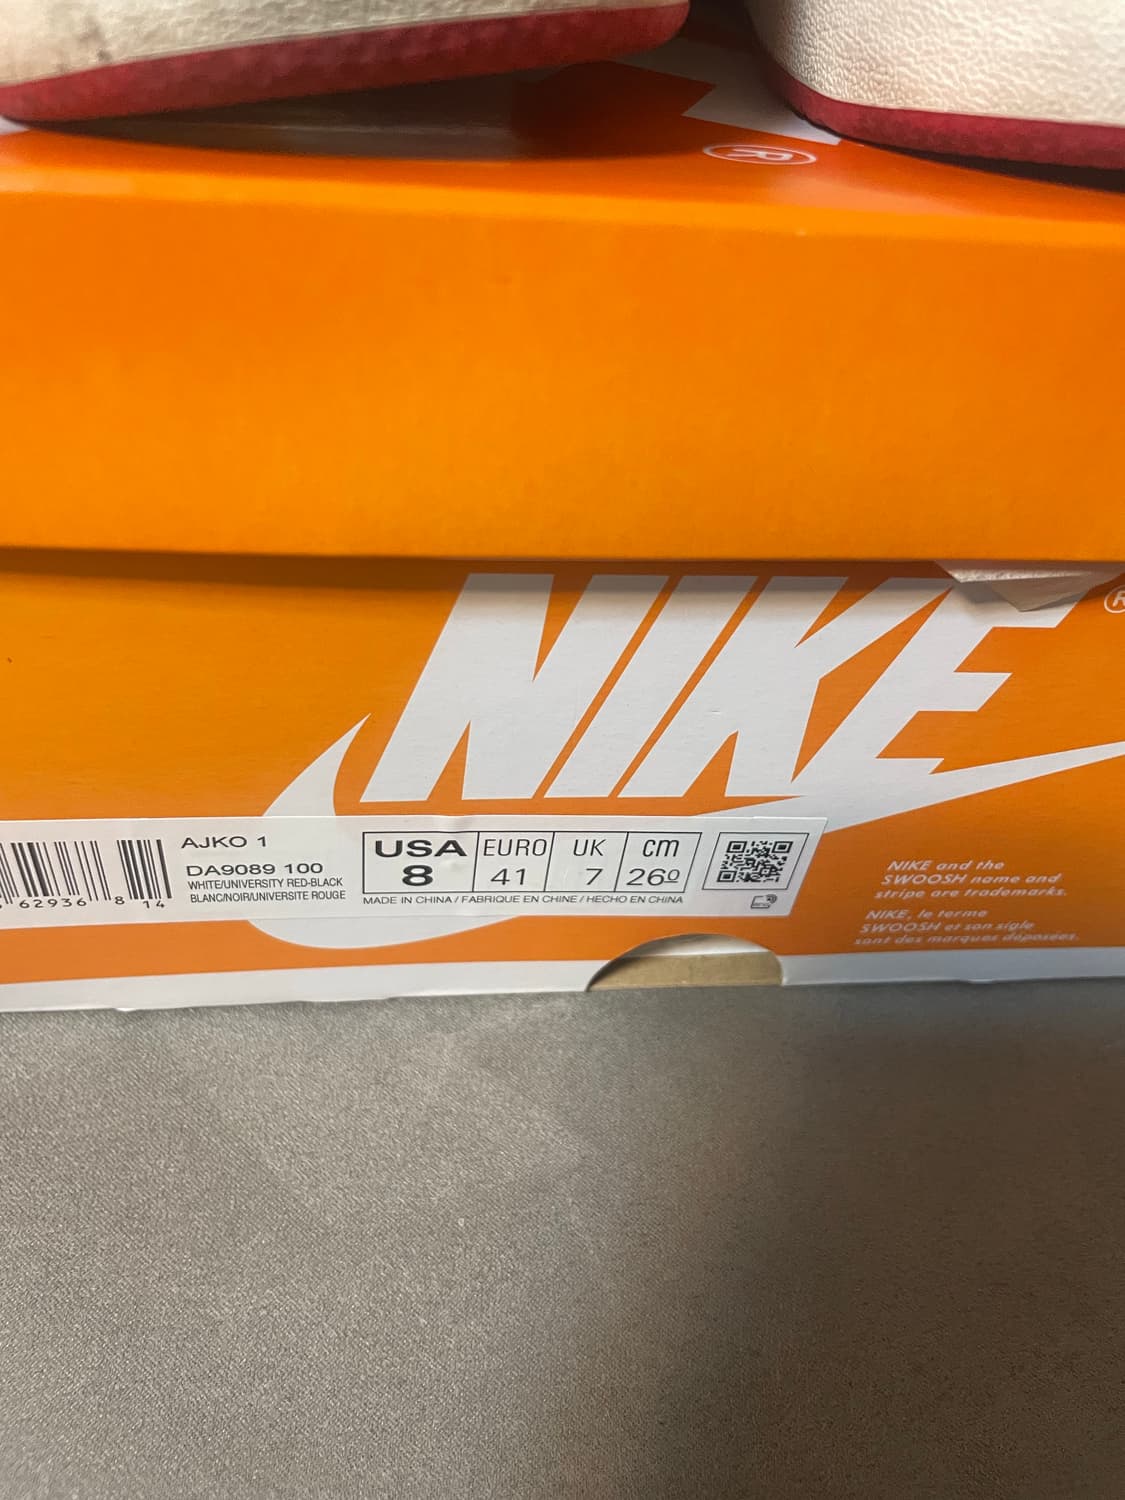 ®
NIKE
®
AJKO 1
DA9089 100
WHITE/UNIVERSITY RED-BLACK
BLANC/NOIR/UNIVERSITE ROUGE
62936 8 14
USA EURO UK cm
8 41 7 260
MADE IN CHINA / FABRIQUE EN CHINE / HECHO EN CHINA
NIKE and the
SWOOSH name and
stripe are trademarks.
NIKE, le terme
SWOOSH et son sigle
sont des marques déposées.